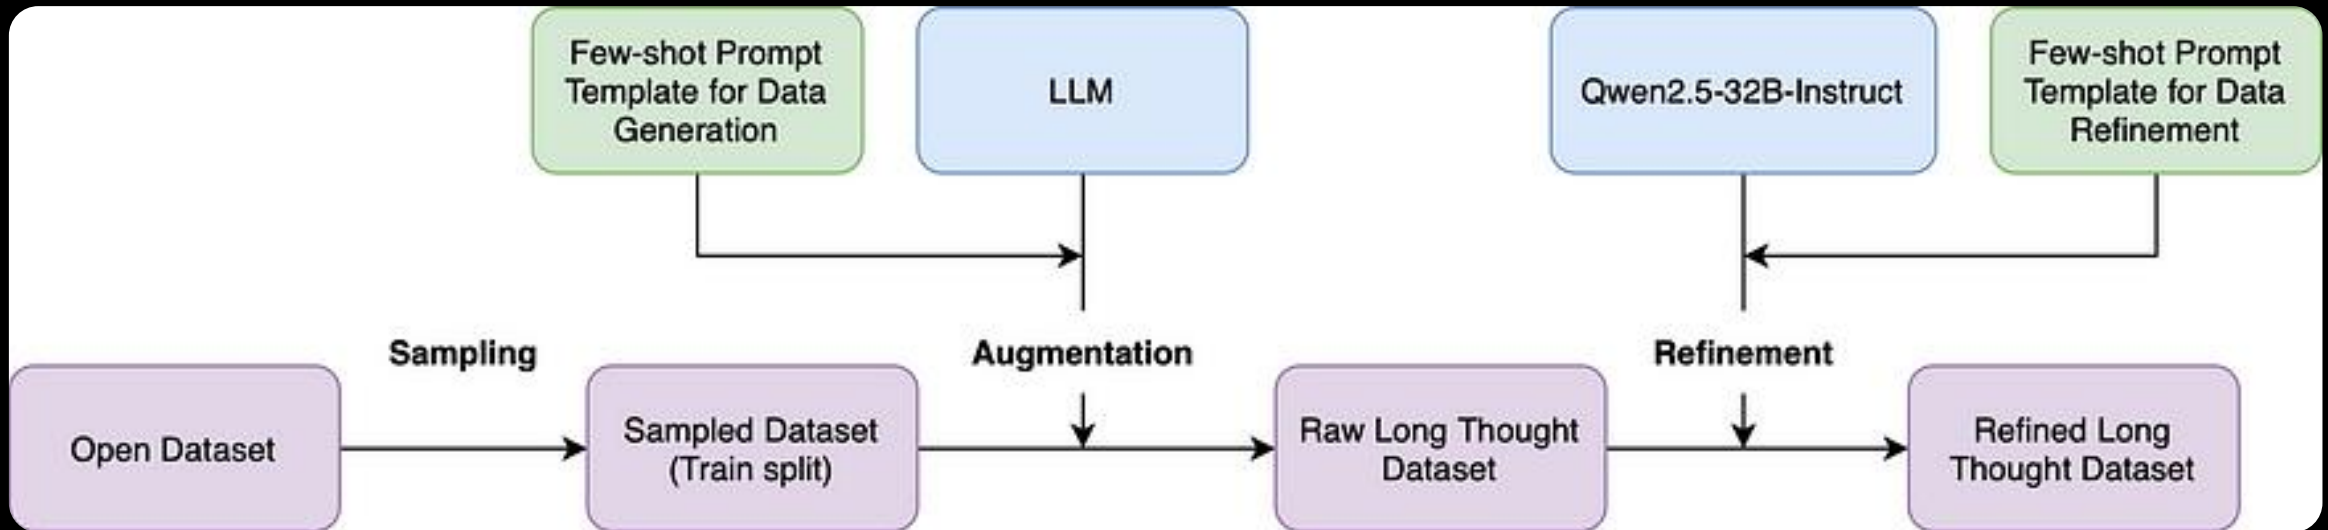 Few-shot Prompt
Template for Data
Generation
LLM
Qwen2.5-32B-Instruct
Few-shot Prompt
Template for Data
Refinement
Sampling
Augmentation
Refinement
Open Dataset
Sampled Dataset
(Train split)
Raw Long Thought
Dataset
Refined Long
Thought Dataset